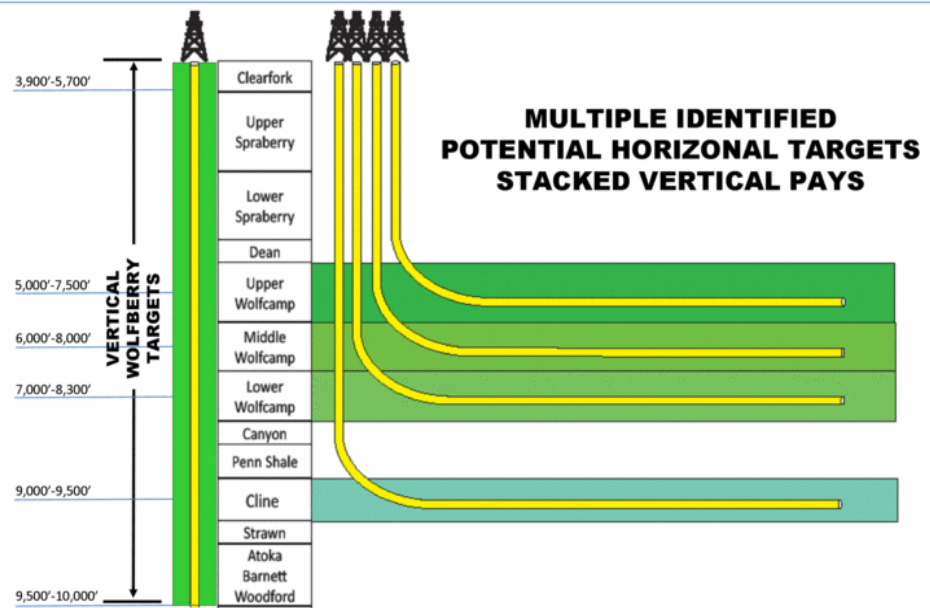 MULTIPLE IDENTIFIED
POTENTIAL HORIZONAL TARGETS
STACKED VERTICAL PAYS
3,900'-5,700'
5,000'-7,500'
6,000'-8,000'
7,000'-8,300'
9,000'-9,500'
9,500'-10,000'
VERTICAL
WOLFBERRY
TARGETS
Clearfork
Upper
Spraberry
Lower
Spraberry
Dean
Upper
Wolfcamp
Middle
Wolfcamp
Lower
Wolfcamp
Canyon
Penn Shale
Cline
Strawn
Atoka
Barnett
Woodford